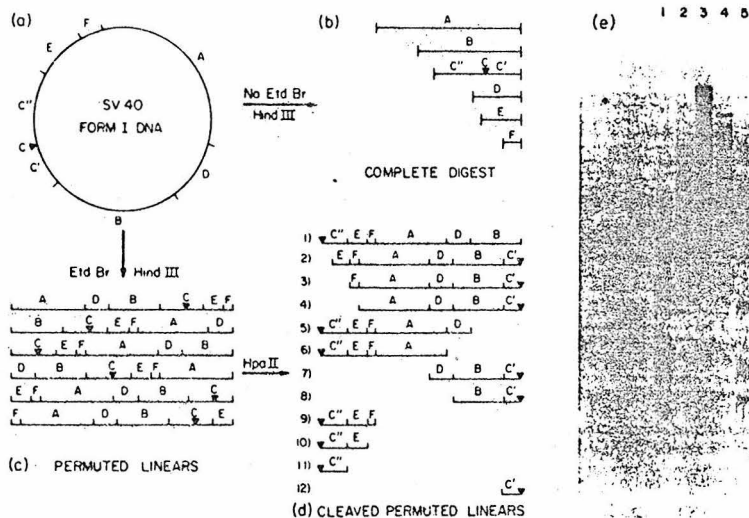 (a)
F
E
A
C"
C
C'
D
B
SV 40
FORM I DNA
No Etd Br
Hind III
(b)
A
B
C" C C'
D
E
F
COMPLETE DIGEST
Etd Br Hind III
A D B C E F
B C E F A D
C E F A D B
D B C E F A
E F A D B C
F A D B C E
(c) PERMUTED LINEARS
Hpa II
1) C" E F A D B
2) E F A D B C'
3) F A D B C'
4) A D B C'
5) C" E F A D
6) C" E F A
7) D B C'
8) B C'
9) C" E F
10) C" E
11) C"
12) C'
(d) CLEAVED PERMUTED LINEARS
(e)
1 2 3 4 5